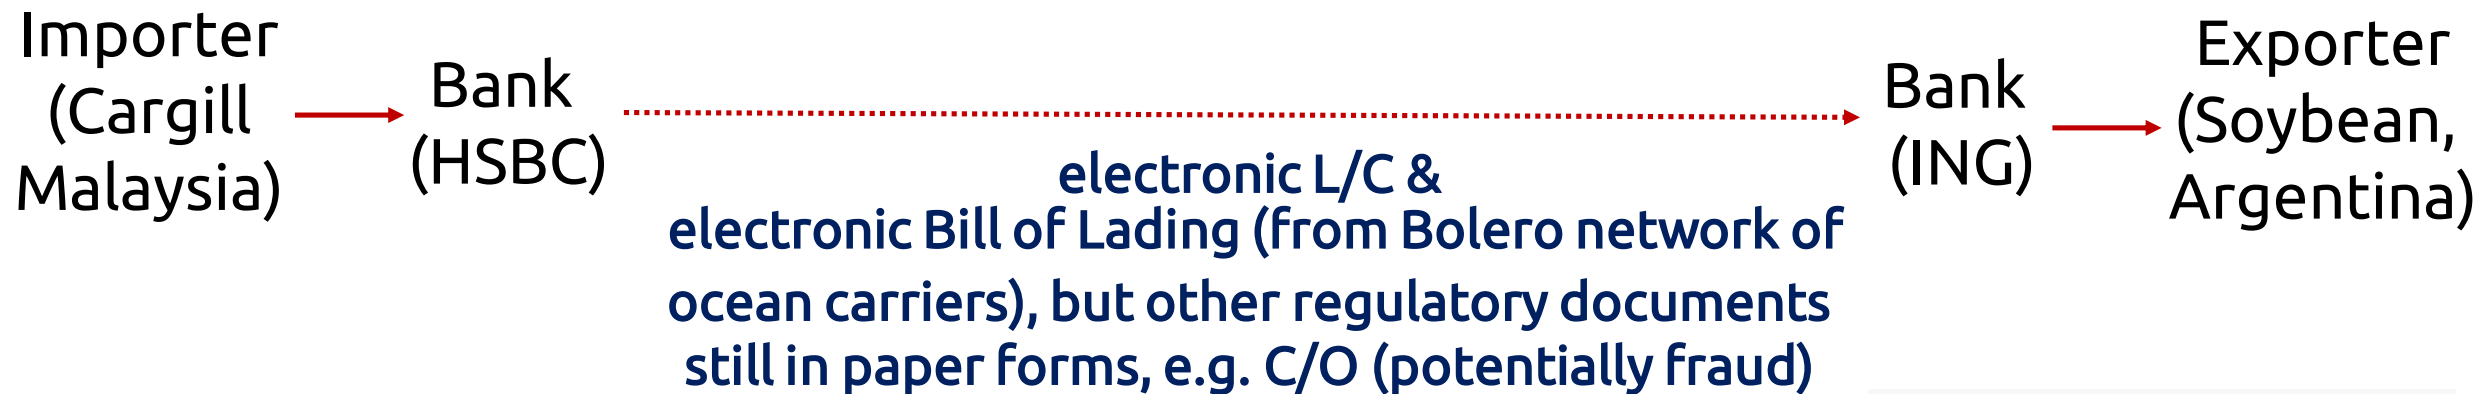 Importer
(Cargill
Malaysia)
Bank
(HSBC)
electronic L/C &
electronic Bill of Lading (from Bolero network of
ocean carriers), but other regulatory documents
still in paper forms, e.g. C/O (potentially fraud)
Bank
(ING)
Exporter
(Soybean,
Argentina)